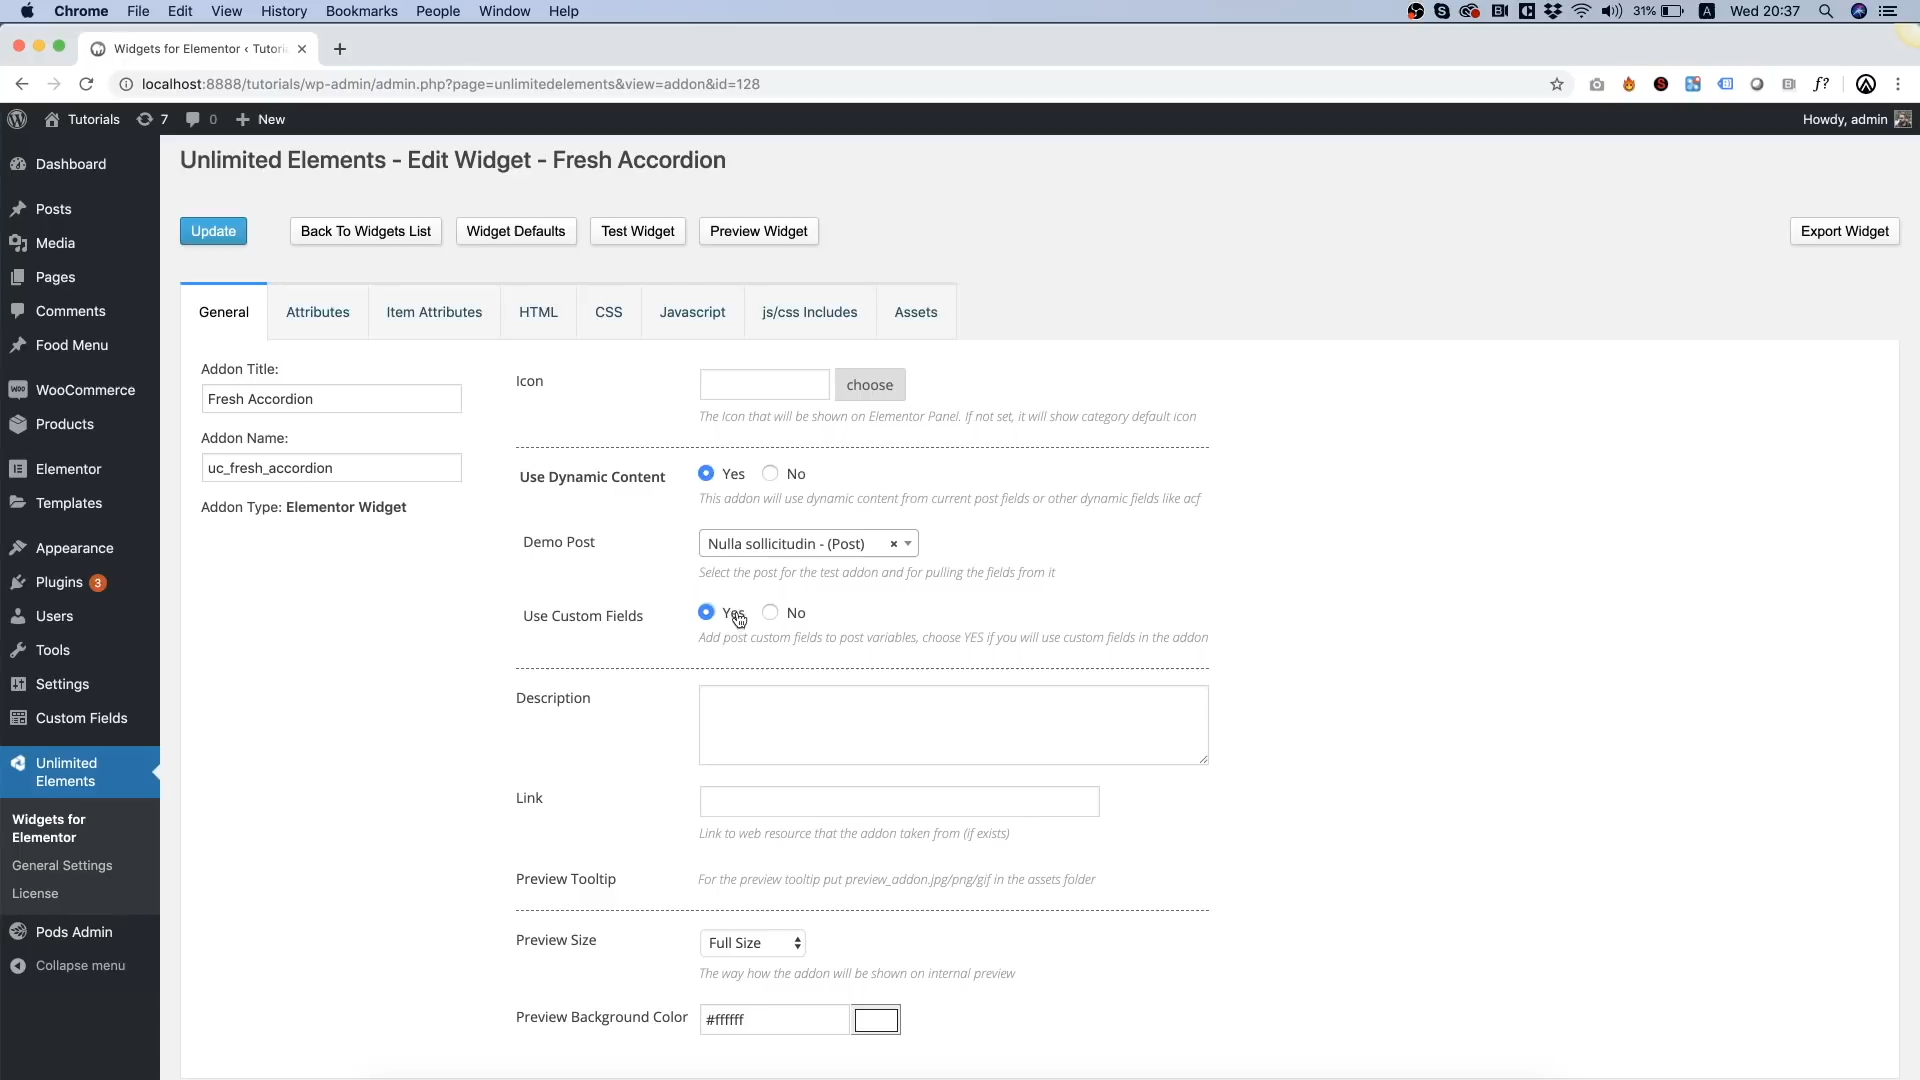 Chrome File Edit View History Bookmarks People Window Help 31% A Wed 20:37
Widgets for Elementor ‹ Tutori
localhost:8888/tutorials/wp-admin/admin.php?page=unlimitedelements&view=addon&id=128 f?
Tutorials 7 0 New Howdy, admin
Dashboard
Posts
Media
Pages
Comments
Food Menu
WooCommerce
Products
Elementor
Templates
Appearance
Plugins 3
Users
Tools
Settings
Custom Fields
Unlimited
Elements
Widgets for
Elementor
General Settings
License
Pods Admin
Collapse menu
Unlimited Elements - Edit Widget - Fresh Accordion
Update Back To Widgets List Widget Defaults Test Widget Preview Widget Export Widget
General Attributes Item Attributes HTML CSS Javascript js/css Includes Assets
Addon Title:
Fresh Accordion
Addon Name:
uc_fresh_accordion
Addon Type: Elementor Widget
Icon choose
The Icon that will be shown on Elementor Panel. If not set, it will show category default icon
Use Dynamic Content Yes No
This addon will use dynamic content from current post fields or other dynamic fields like acf
Demo Post Nulla sollicitudin - (Post) ×
Select the post for the test addon and for pulling the fields from it
Use Custom Fields Yes No
Add post custom fields to post variables, choose YES if you will use custom fields in the addon
Description
Link
Link to web resource that the addon taken from (if exists)
Preview Tooltip For the preview tooltip put preview_addon.jpg/png/gif in the assets folder
Preview Size Full Size
The way how the addon will be shown on internal preview
Preview Background Color #ffffff